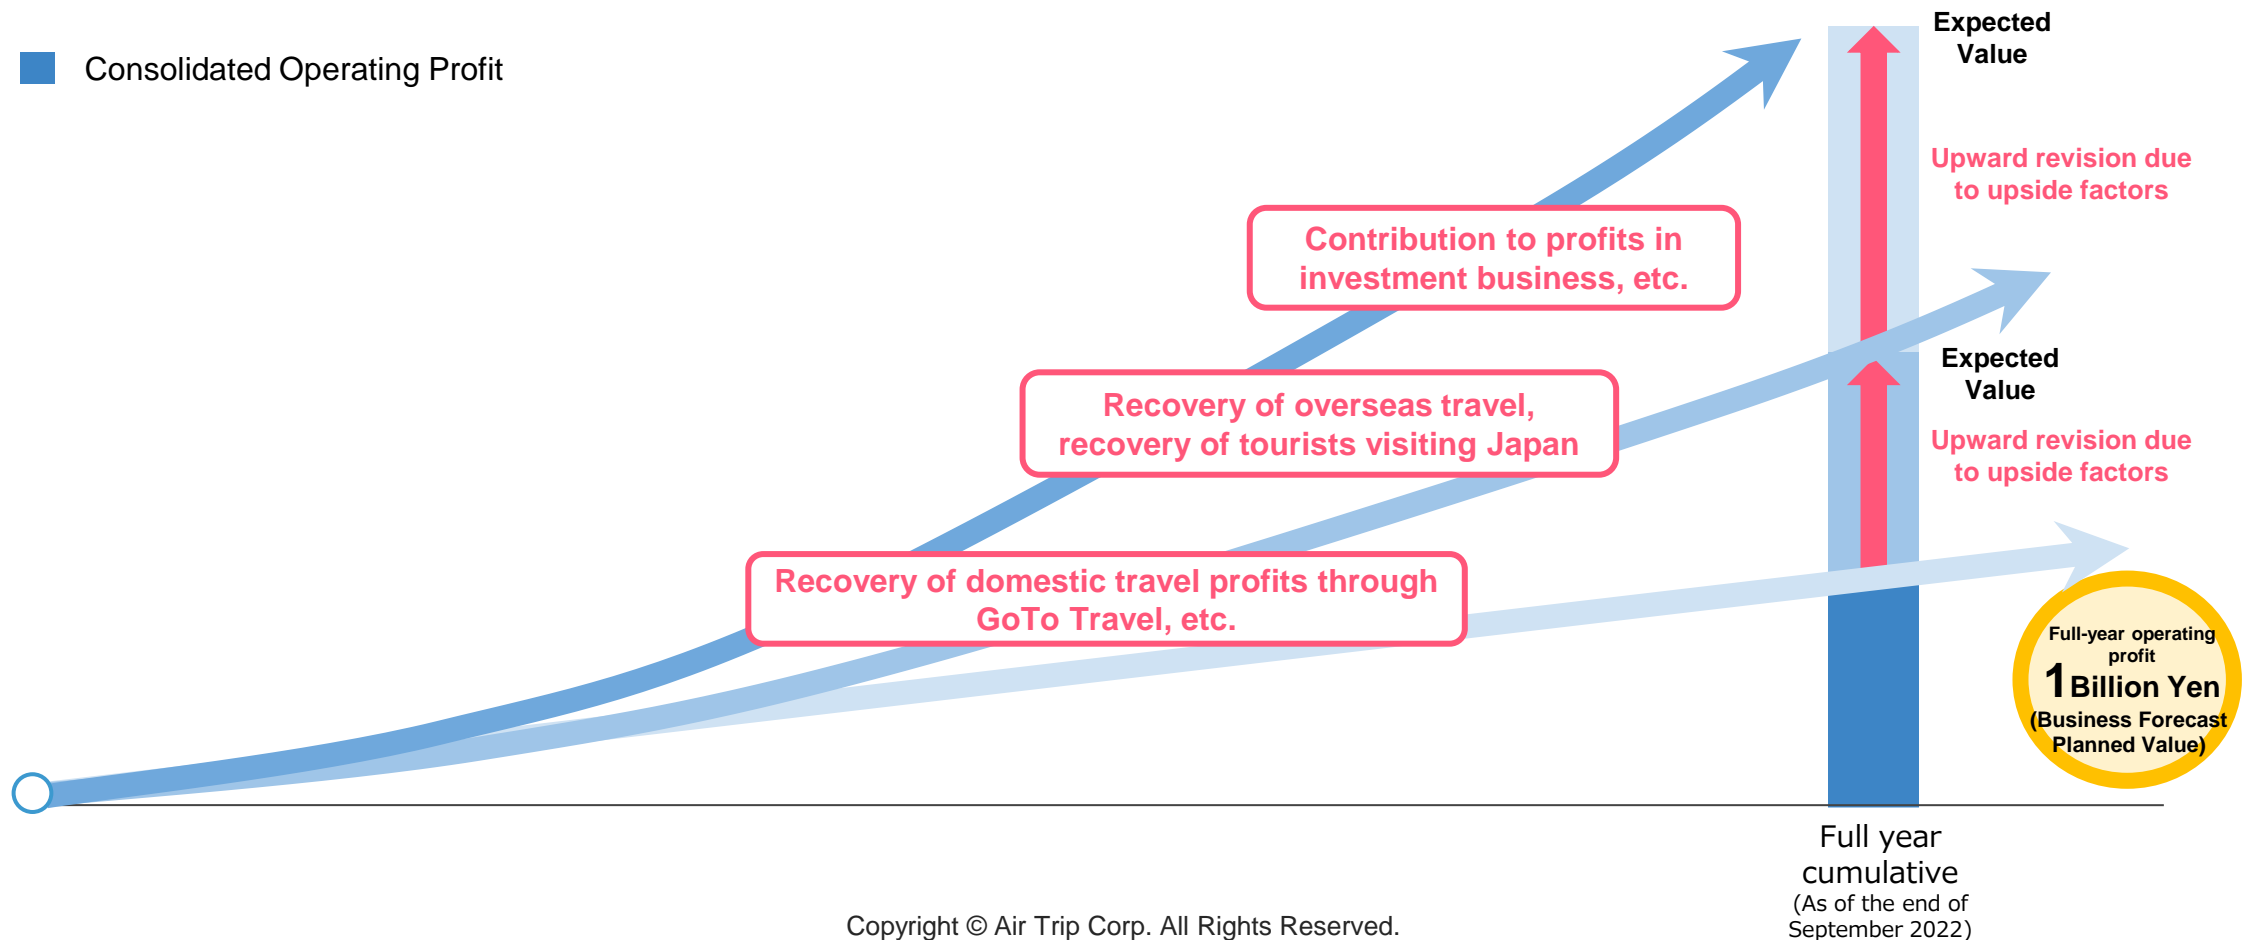 Consolidated Operating Profit
Expected
Value
Upward revision due
to upside factors
Contribution to profits in
investment business, etc.
Expected
Value
Recovery of overseas travel,
recovery of tourists visiting Japan
Upward revision due
to upside factors
Recovery of domestic travel profits through
GoTo Travel, etc.
Full-year operating
profit
1 Billion Yen
(Business Forecast
Planned Value)
Full year
cumulative
(As of the end of
September 2022)
Copyright © Air Trip Corp. All Rights Reserved.